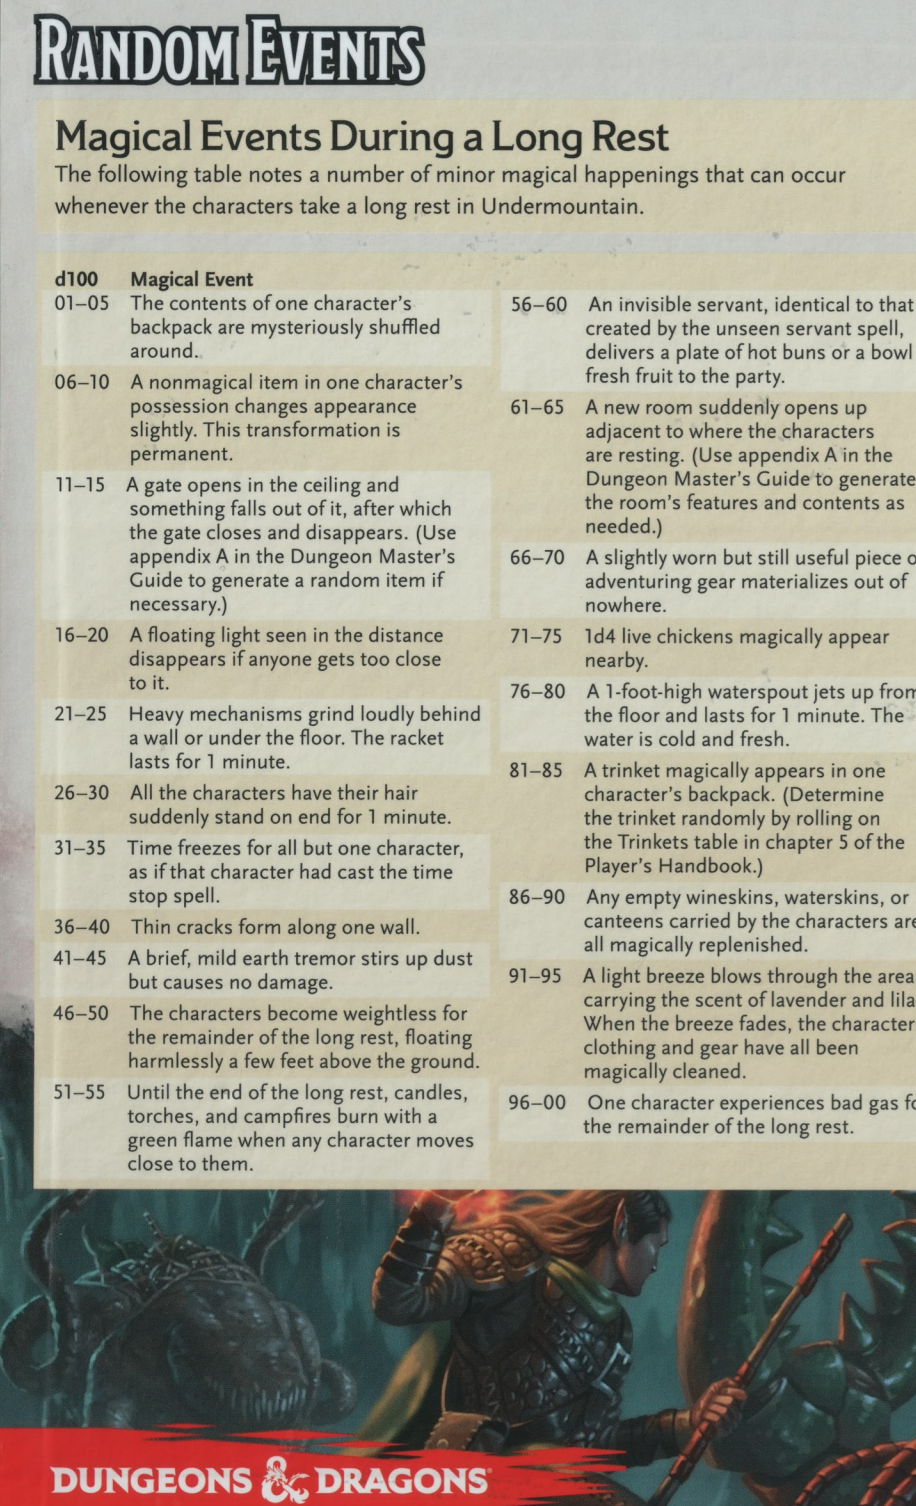 RANDOM EVENTS
Magical Events During a Long Rest
The following table notes a number of minor magical happenings that can occur
whenever the characters take a long rest in Undermountain.
d100 Magical Event
01–05 The contents of one character's
backpack are mysteriously shuffled
around.
06–10 A nonmagical item in one character's
possession changes appearance
slightly. This transformation is
permanent.
11–15 A gate opens in the ceiling and
something falls out of it, after which
the gate closes and disappears. (Use
appendix A in the Dungeon Master's
Guide to generate a random item if
necessary.)
16–20 A floating light seen in the distance
disappears if anyone gets too close
to it.
21–25 Heavy mechanisms grind loudly behind
a wall or under the floor. The racket
lasts for 1 minute.
26–30 All the characters have their hair
suddenly stand on end for 1 minute.
31–35 Time freezes for all but one character,
as if that character had cast the time
stop spell.
36–40 Thin cracks form along one wall.
41–45 A brief, mild earth tremor stirs up dust
but causes no damage.
46–50 The characters become weightless for
the remainder of the long rest, floating
harmlessly a few feet above the ground.
51–55 Until the end of the long rest, candles,
torches, and campfires burn with a
green flame when any character moves
close to them.
56–60 An invisible servant, identical to that
created by the unseen servant spell,
delivers a plate of hot buns or a bowl
fresh fruit to the party.
61–65 A new room suddenly opens up
adjacent to where the characters
are resting. (Use appendix A in the
Dungeon Master's Guide to generate
the room's features and contents as
needed.)
66–70 A slightly worn but still useful piece
adventuring gear materializes out of
nowhere.
71–75 1d4 live chickens magically appear
nearby.
76–80 A 1-foot-high waterspout jets up from
the floor and lasts for 1 minute. The
water is cold and fresh.
81–85 A trinket magically appears in one
character's backpack. (Determine
the trinket randomly by rolling on
the Trinkets table in chapter 5 of the
Player's Handbook.)
86–90 Any empty wineskins, waterskins, or
canteens carried by the characters are
all magically replenished.
91–95 A light breeze blows through the area
carrying the scent of lavender and
When the breeze fades, the character
clothing and gear have all been
magically cleaned.
96–00 One character experiences bad gas
the remainder of the long rest.
DUNGEONS & DRAGONS